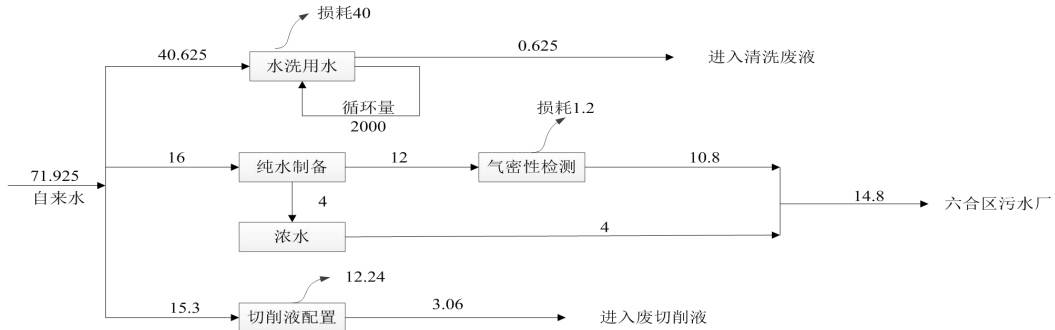 损耗40
40.625
水洗用水
0.625
进入清洗废液
循环量
2000
损耗1.2
71.925
自来水
16
纯水制备
12
气密性检测
10.8
4
14.8
六合区污水厂
浓水
4
12.24
15.3
切削液配置
3.06
进入废切削液